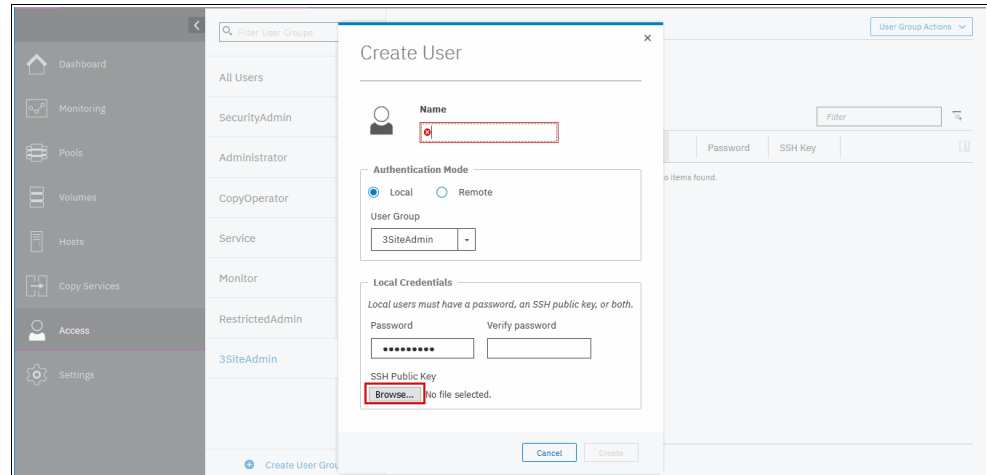 Filter User Groups
User Group Actions
Create User
×
Dashboard
All Users
Name
Monitoring
SecurityAdmin
Filter
Pools
Administrator
Password SSH Key
Authentication Mode
o items found.
Local Remote
Volumes
CopyOperator
User Group
3SiteAdmin
Hosts
Service
Copy Services
Monitor
Local Credentials
Local users must have a password, an SSH public key, or both.
RestrictedAdmin
Password Verify password
Access
•••••••••
3SiteAdmin
Settings
SSH Public Key
Browse... No file selected.
Cancel Create
Create User Grou